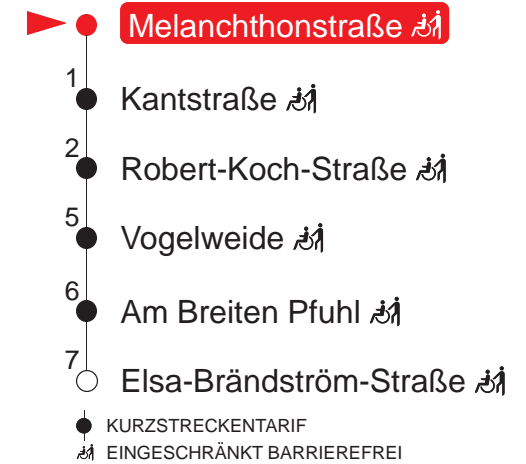 Melanchthonstraße
1
Kantstraße
2
Robert-Koch-Straße
5
Vogelweide
6
Am Breiten Pfuhl
7
Elsa-Brändström-Straße
KURZSTRECKENTARIF
EINGESCHRÄNKT BARRIEREFREI